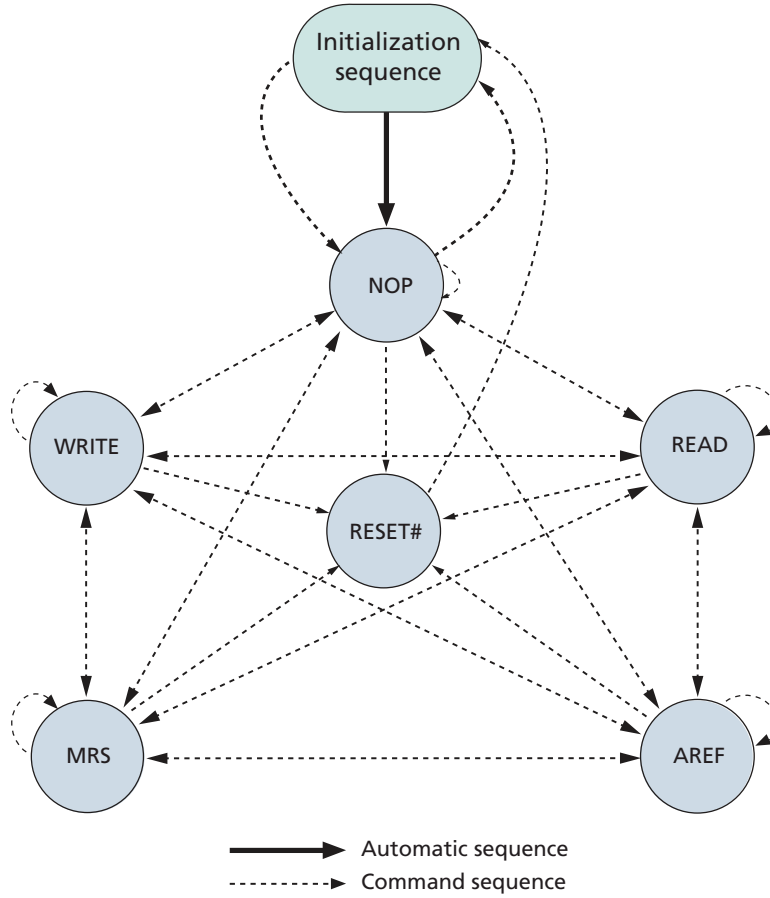 Initialization
sequence
NOP
WRITE
READ
RESET#
MRS
AREF
Automatic sequence
Command sequence